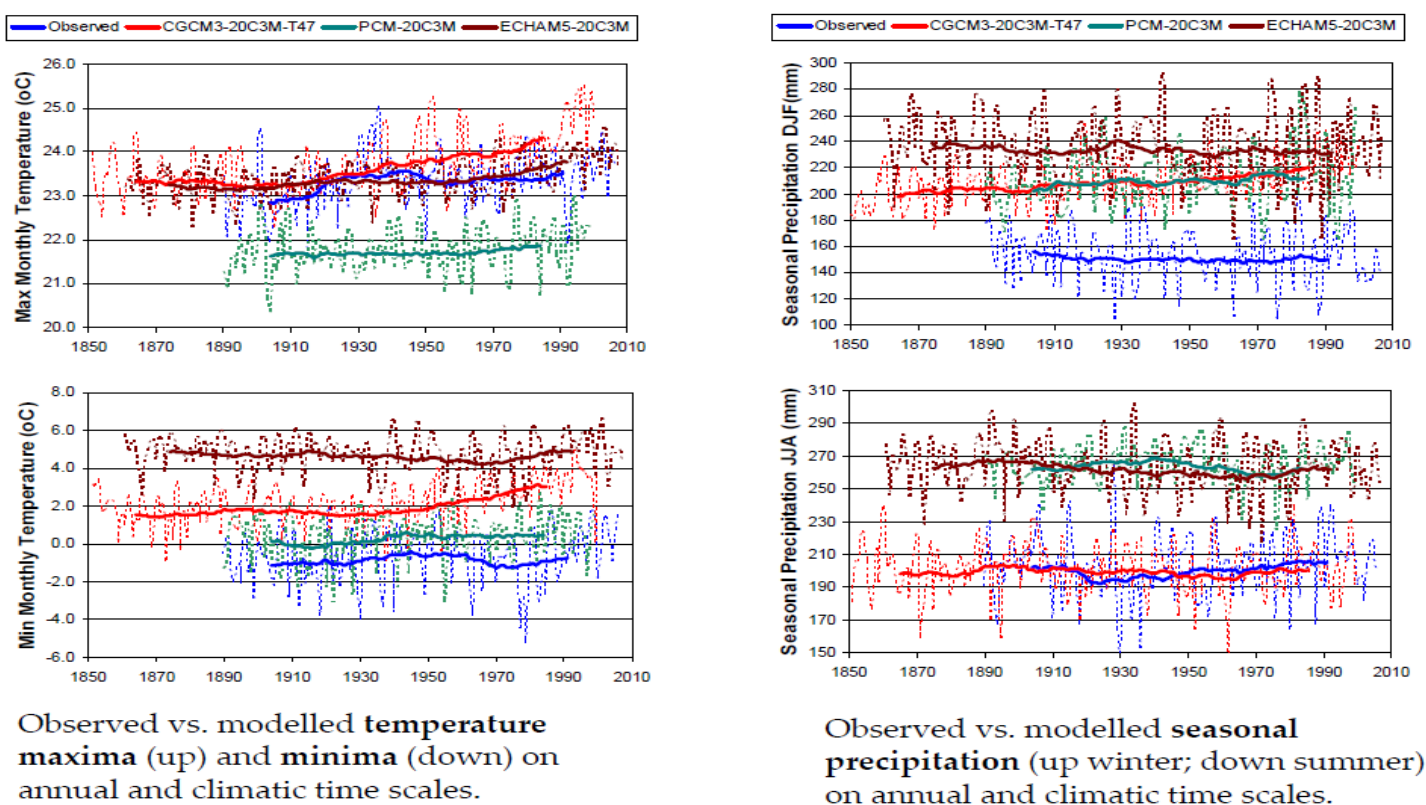 Observed CGCM3-20C3M-T47 PCM-20C3M ECHAM5-20C3M
Max Monthly Temperature (oC)
26.0
25.0
24.0
23.0
22.0
21.0
20.0
1850 1870 1890 1910 1930 1950 1970 1990 2010
Min Monthly Temperature (oC)
8.0
6.0
4.0
2.0
0.0
-2.0
-4.0
-6.0
1850 1870 1890 1910 1930 1950 1970 1990 2010
Observed vs. modelled temperature
maxima (up) and minima (down) on
annual and climatic time scales.
Observed CGCM3-20C3M-T47 PCM-20C3M ECHAM5-20C3M
Seasonal Precipitation DJF(mm)
300
280
260
240
220
200
180
160
140
120
100
1850 1870 1890 1910 1930 1950 1970 1990 2010
Seasonal Precipitation JJA (mm)
310
290
270
250
230
210
190
170
150
1850 1870 1890 1910 1930 1950 1970 1990 2010
Observed vs. modelled seasonal
precipitation (up winter; down summer)
on annual and climatic time scales.